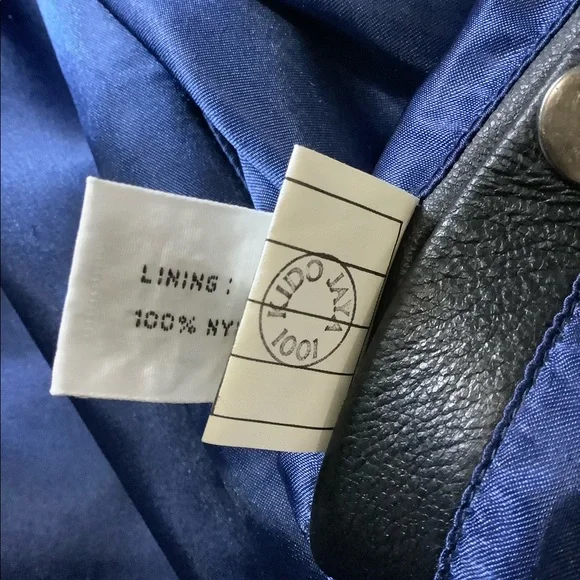 LINING :
100% NY
KIDO JAYA
1001